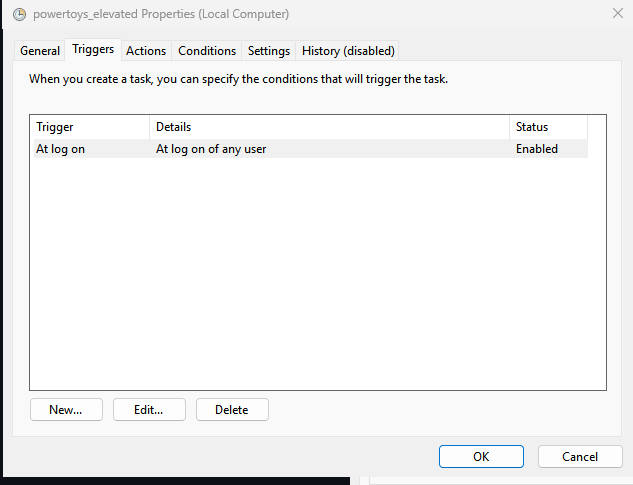 powertoys_elevated Properties (Local Computer)
General Triggers Actions Conditions Settings History (disabled)
When you create a task, you can specify the conditions that will trigger the task.
Trigger Details Status
At log on At log on of any user Enabled
New... Edit... Delete
OK Cancel